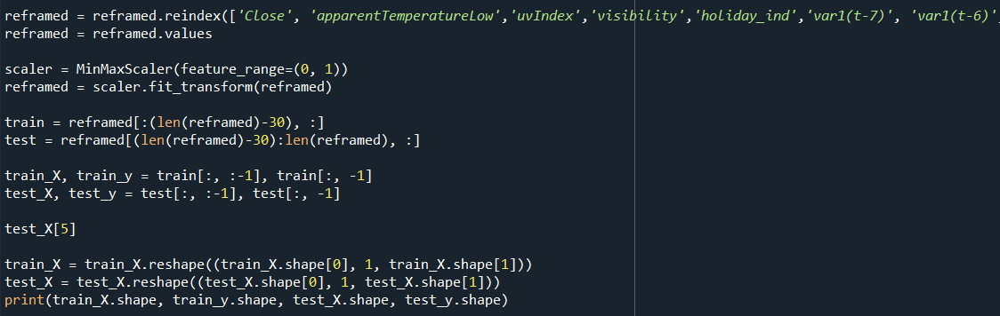 reframed = reframed.reindex(['Close', 'apparentTemperatureLow','uvIndex','visibility','holiday_ind','var1(t-7)', 'var1(t-6)'
reframed = reframed.values
scaler = MinMaxScaler(feature_range=(0, 1))
reframed = scaler.fit_transform(reframed)
train = reframed[:(len(reframed)-30), :]
test = reframed[(len(reframed)-30):len(reframed), :]
train_X, train_y = train[:, :-1], train[:, -1]
test_X, test_y = test[:, :-1], test[:, -1]
test_X[5]
train_X = train_X.reshape((train_X.shape[0], 1, train_X.shape[1]))
test_X = test_X.reshape((test_X.shape[0], 1, test_X.shape[1]))
print(train_X.shape, train_y.shape, test_X.shape, test_y.shape)